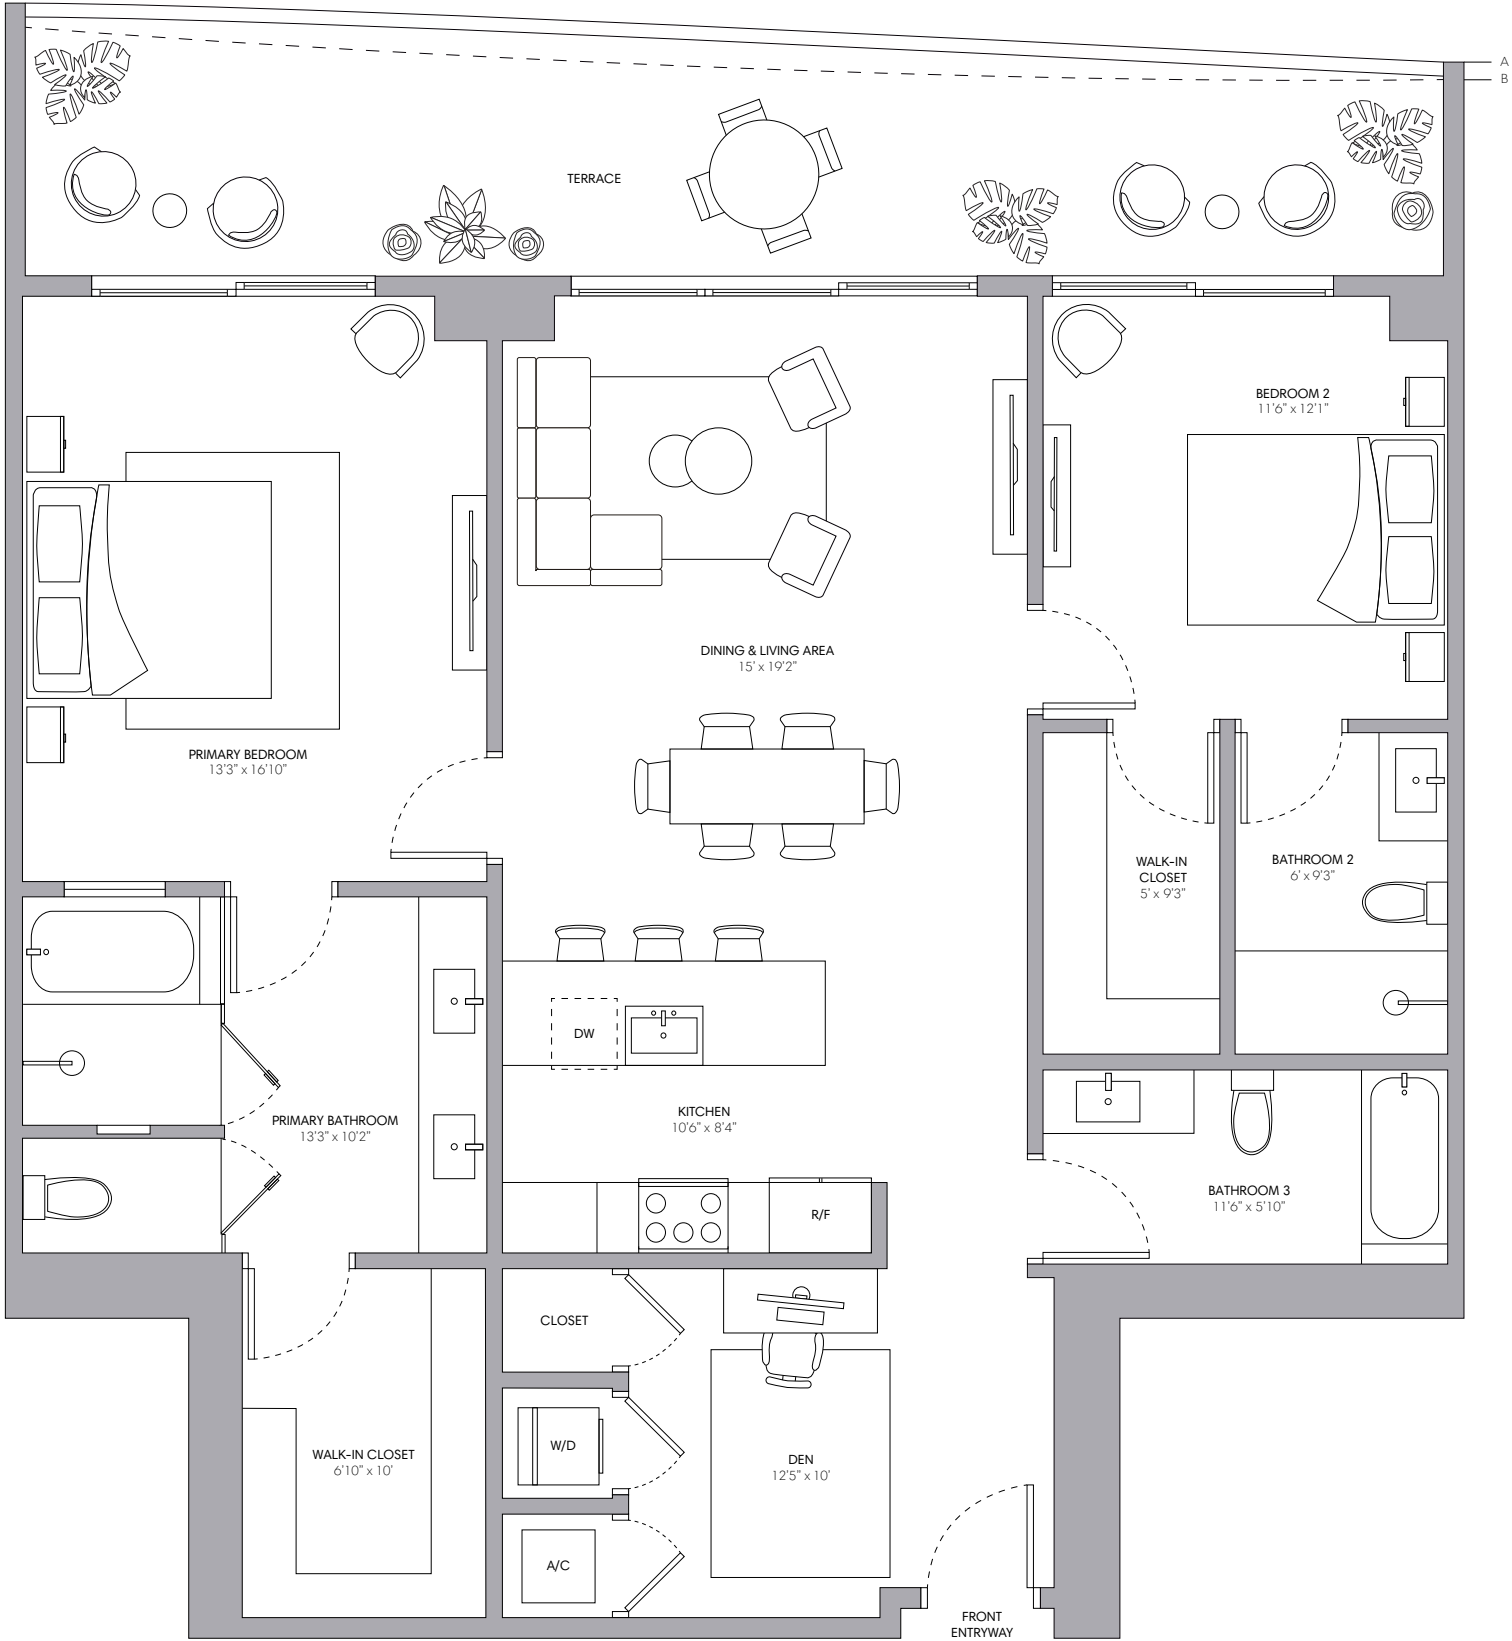 A
B
TERRACE
BEDROOM 2
11'6" x 12'1"
DINING & LIVING AREA
15' x 19'2"
PRIMARY BEDROOM
13'3" x 16'10"
WALK-IN
CLOSET
5' x 9'3"
BATHROOM 2
6' x 9'3"
DW
KITCHEN
10'6" x 8'4"
PRIMARY BATHROOM
13'3" x 10'2"
R/F
BATHROOM 3
11'6" x 5'10"
CLOSET
WALK-IN CLOSET
6'10" x 10'
W/D
DEN
12'5" x 10'
A/C
FRONT
ENTRYWAY